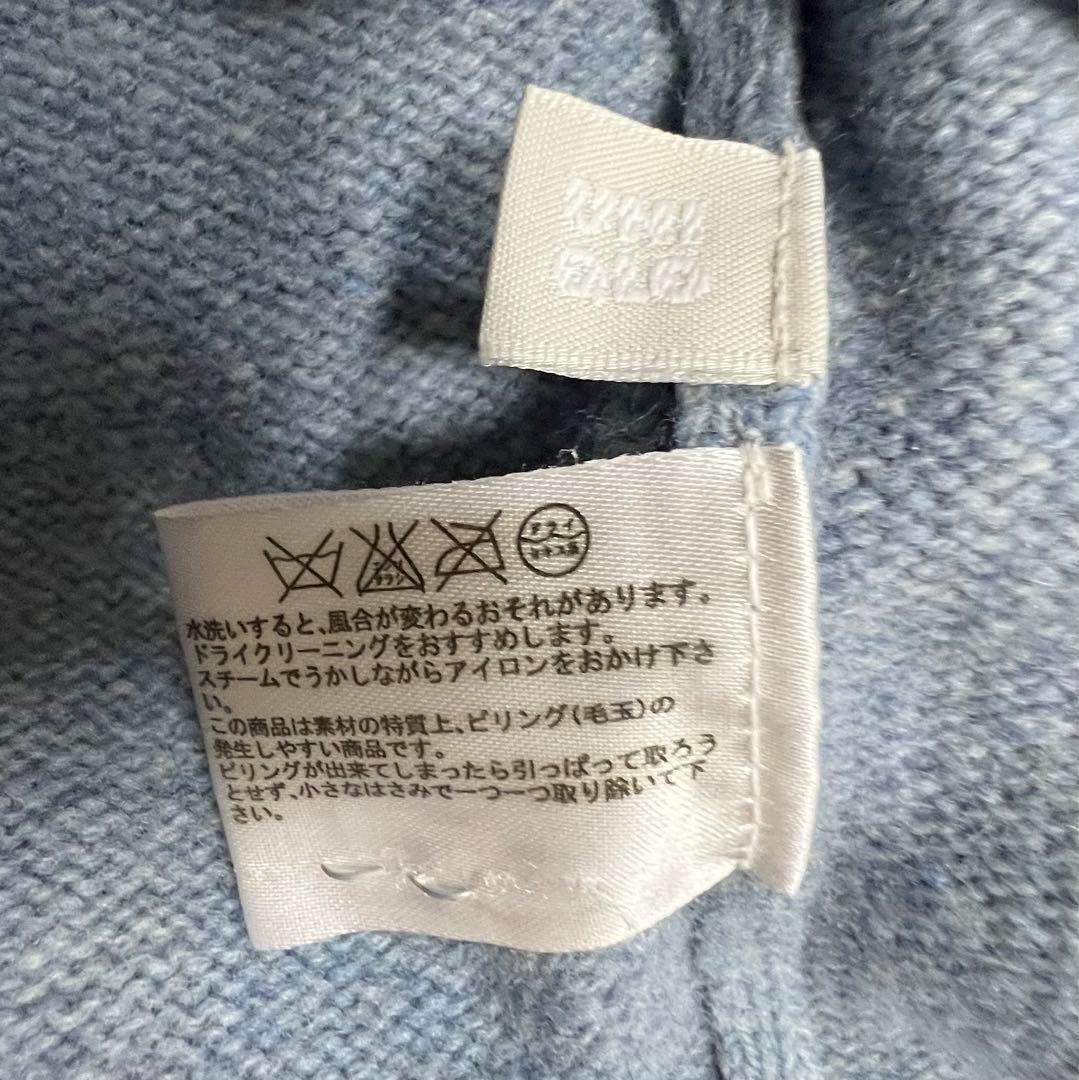 エンソ
サラシ
ドライ
セキユ系
水洗いすると、風合が変わるおそれがあります。
ドライクリーニングをおすすめします。
スチームでうかしながらアイロンをおかけ下さ
い。
この商品は素材の特質上、ピリング(毛玉)の
発生しやすい商品です。
ピリングが出来てしまったら引っぱって取ろう
とせず、小さなはさみで一つ一つ取り除いて下
さい。